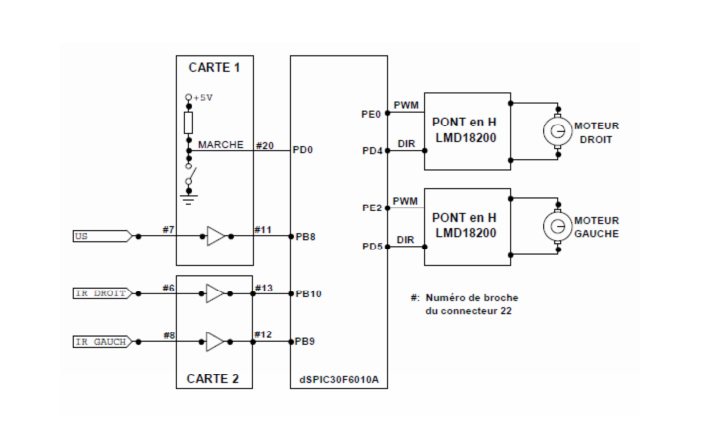 CARTE 1
+5V
MARCHE
#20
PD0
US
#7
#11
PB8
IR DROIT
#6
#13
PB10
IR GAUCH
#8
#12
PB9
CARTE 2
dSPIC30F6010A
PE0
PWM
PD4
DIR
PONT en H
LMD18200
MOTEUR
DROIT
PE2
PWM
PD5
DIR
PONT en H
LMD18200
MOTEUR
GAUCHE
#: Numéro de broche
du connecteur 22